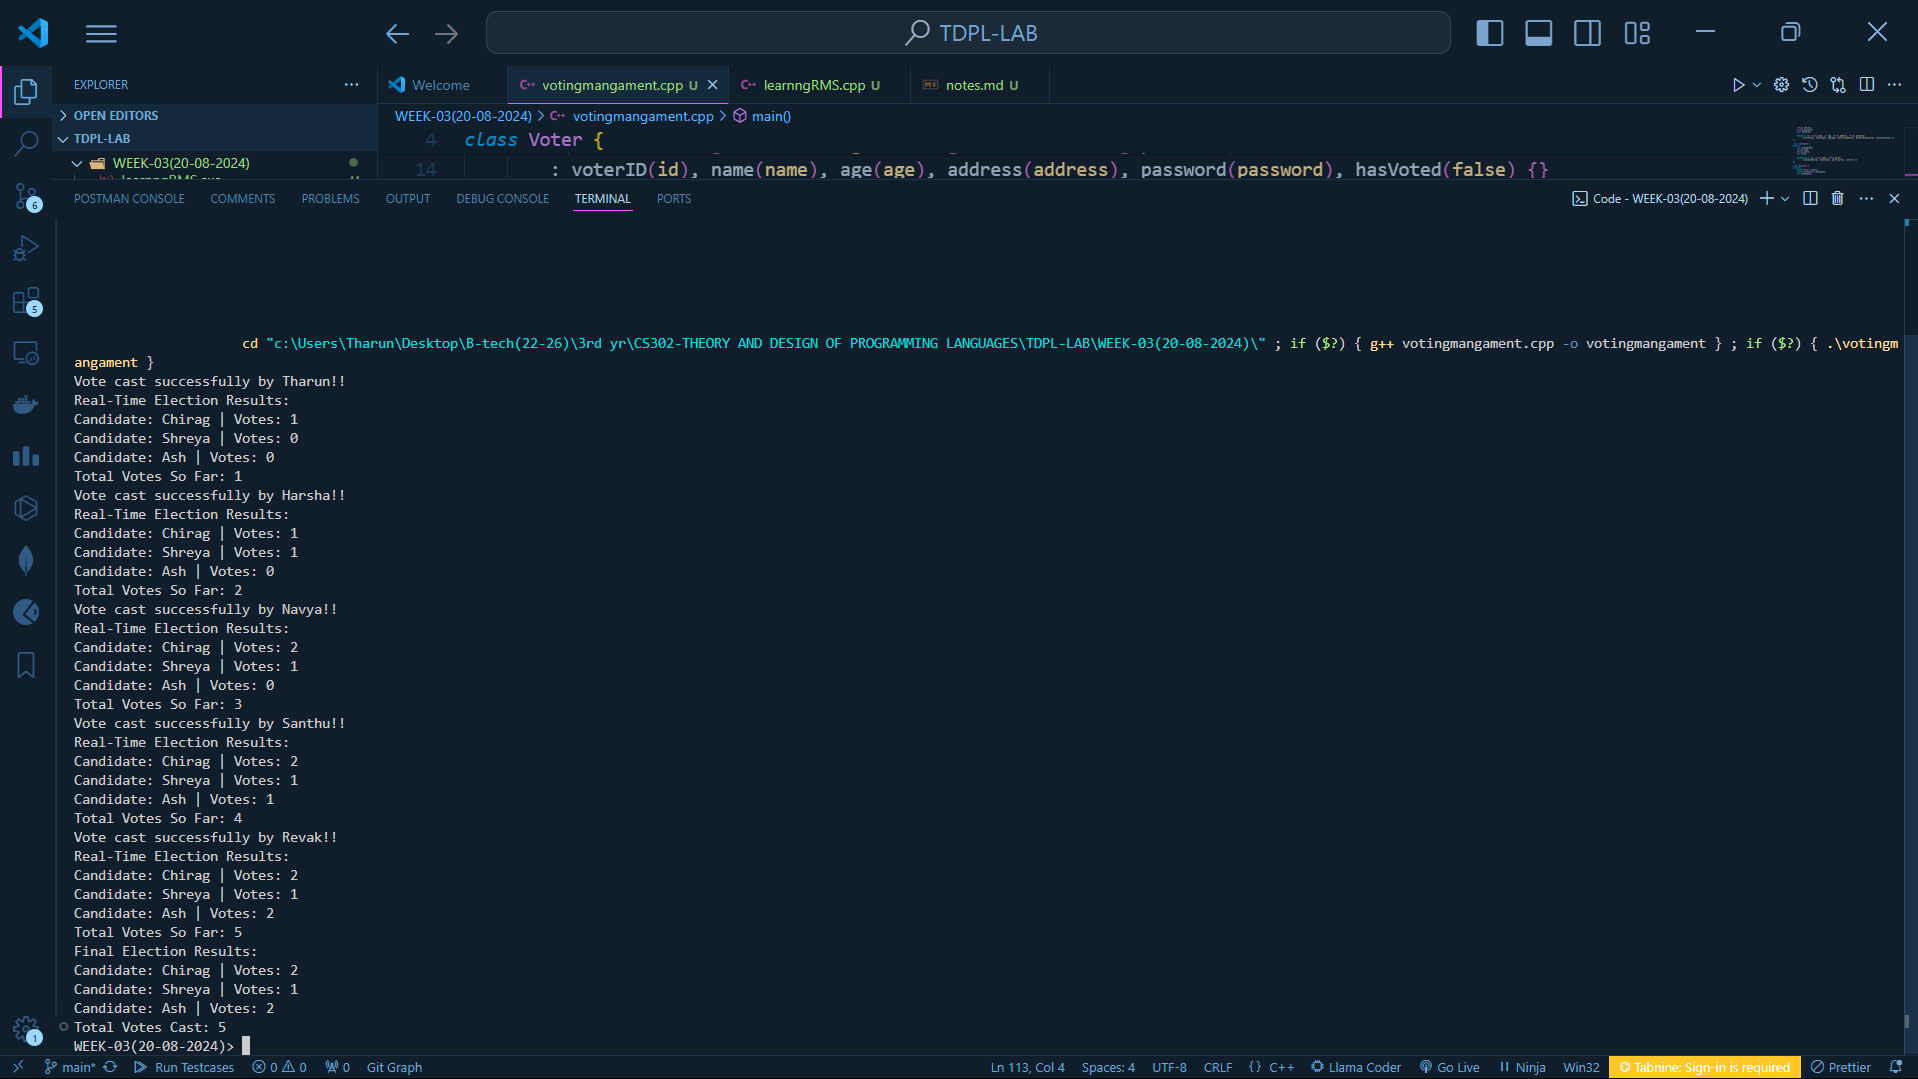 TDPL-LAB
EXPLORER
Welcome
votingmangament.cpp U
learnngRMS.cpp U
notes.md U
OPEN EDITORS
TDPL-LAB
WEEK-03(20-08-2024)
WEEK-03(20-08-2024) > votingmangament.cpp > main()
4 class Voter {
14 : voterID(id), name(name), age(age), address(address), password(password), hasVoted(false) {}
POSTMAN CONSOLE COMMENTS PROBLEMS OUTPUT DEBUG CONSOLE TERMINAL PORTS
Code - WEEK-03(20-08-2024)
cd "c:\Users\Tharun\Desktop\B-tech(22-26)\3rd yr\CS302-THEORY AND DESIGN OF PROGRAMMING LANGUAGES\TDPL-LAB\WEEK-03(20-08-2024)\" ; if ($?) { g++ votingmangament.cpp -o votingmangament } ; if ($?) { .\votingm
angament }
Vote cast successfully by Tharun!!
Real-Time Election Results:
Candidate: Chirag | Votes: 1
Candidate: Shreya | Votes: 0
Candidate: Ash | Votes: 0
Total Votes So Far: 1
Vote cast successfully by Harsha!!
Real-Time Election Results:
Candidate: Chirag | Votes: 1
Candidate: Shreya | Votes: 1
Candidate: Ash | Votes: 0
Total Votes So Far: 2
Vote cast successfully by Navya!!
Real-Time Election Results:
Candidate: Chirag | Votes: 2
Candidate: Shreya | Votes: 1
Candidate: Ash | Votes: 0
Total Votes So Far: 3
Vote cast successfully by Santhu!!
Real-Time Election Results:
Candidate: Chirag | Votes: 2
Candidate: Shreya | Votes: 1
Candidate: Ash | Votes: 1
Total Votes So Far: 4
Vote cast successfully by Revak!!
Real-Time Election Results:
Candidate: Chirag | Votes: 2
Candidate: Shreya | Votes: 1
Candidate: Ash | Votes: 2
Total Votes So Far: 5
Final Election Results:
Candidate: Chirag | Votes: 2
Candidate: Shreya | Votes: 1
Candidate: Ash | Votes: 2
Total Votes Cast: 5
WEEK-03(20-08-2024)>
6
5
1
main* Run Testcases 0 0 0 Git Graph Ln 113, Col 4 Spaces: 4 UTF-8 CRLF {} C++ Llama Coder Go Live Ninja Win32 Tabnine: Sign-in is required Prettier